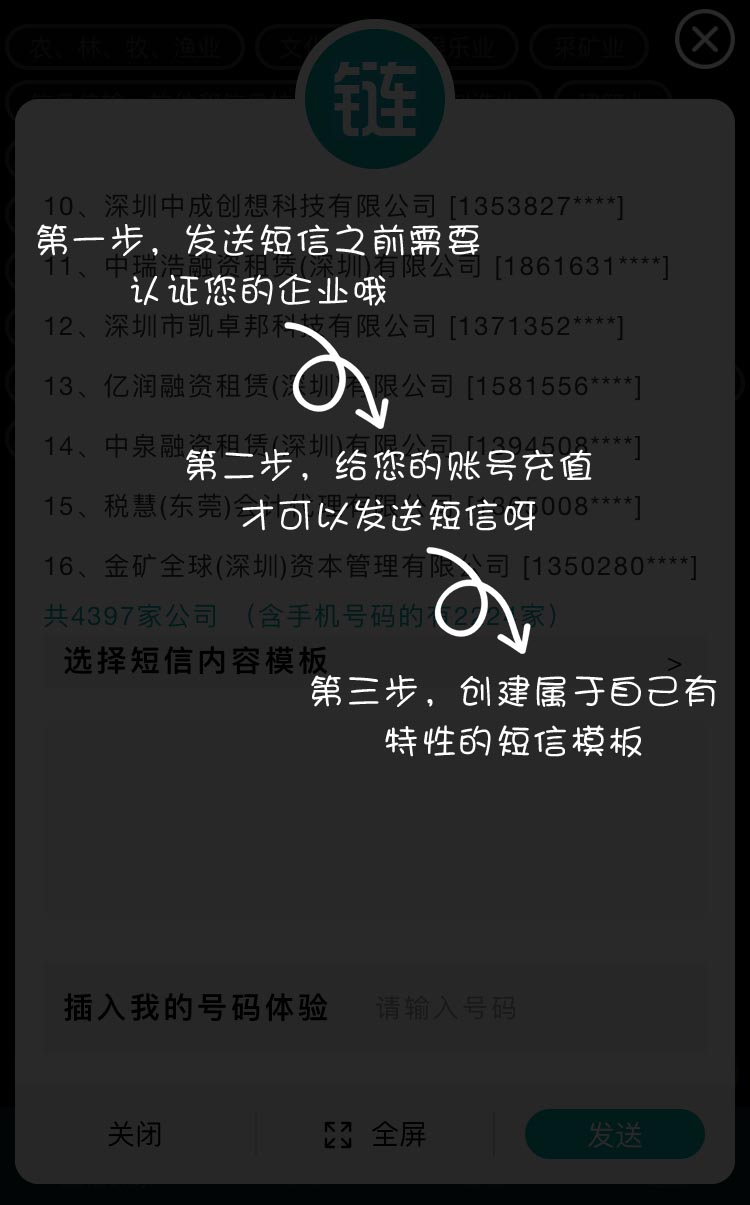 农、林、牧、渔业
采矿业
链
10、深圳中成创想科技有限公司 [1353827****]
第一步，发送短信之前需要
11、中瑞浩融资租赁(深圳)有限公司 [1861631****]
认证您的企业哦
12、深圳市凯卓邦科技有限公司 [1371352****]
13、亿润融资租赁(深圳)有限公司 [1581556****]
14、中泉融资租赁(深圳)有限公司 [1394508****]
第二步，给您的账号充值
15、税慧(东莞)会计代理有限公司
才可以发送短信呀
16、金矿全球(深圳)资本管理有限公司 [1350280****]
共4397家公司 （含手机号码的有2224家）
选择短信内容模板 >
第三步，创建属于自己有
特性的短信模板
插入我的号码体验 请输入号码
关闭 全屏 发送